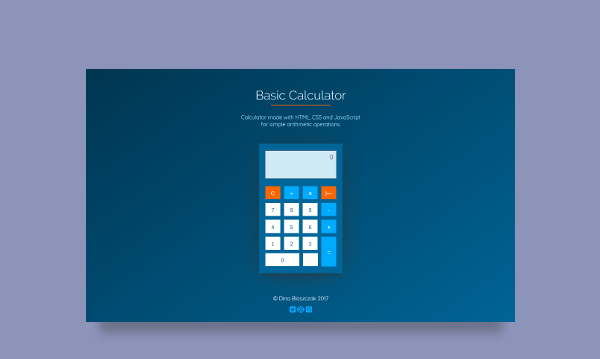 Basic Calculator
Calculator made with HTML, CSS and JavaScript
for simple arithmetic operations.
0
C ÷ x
7 8 9 -
4 5 6 +
1 2 3
0 . =
© Dina Blaszczak 2017